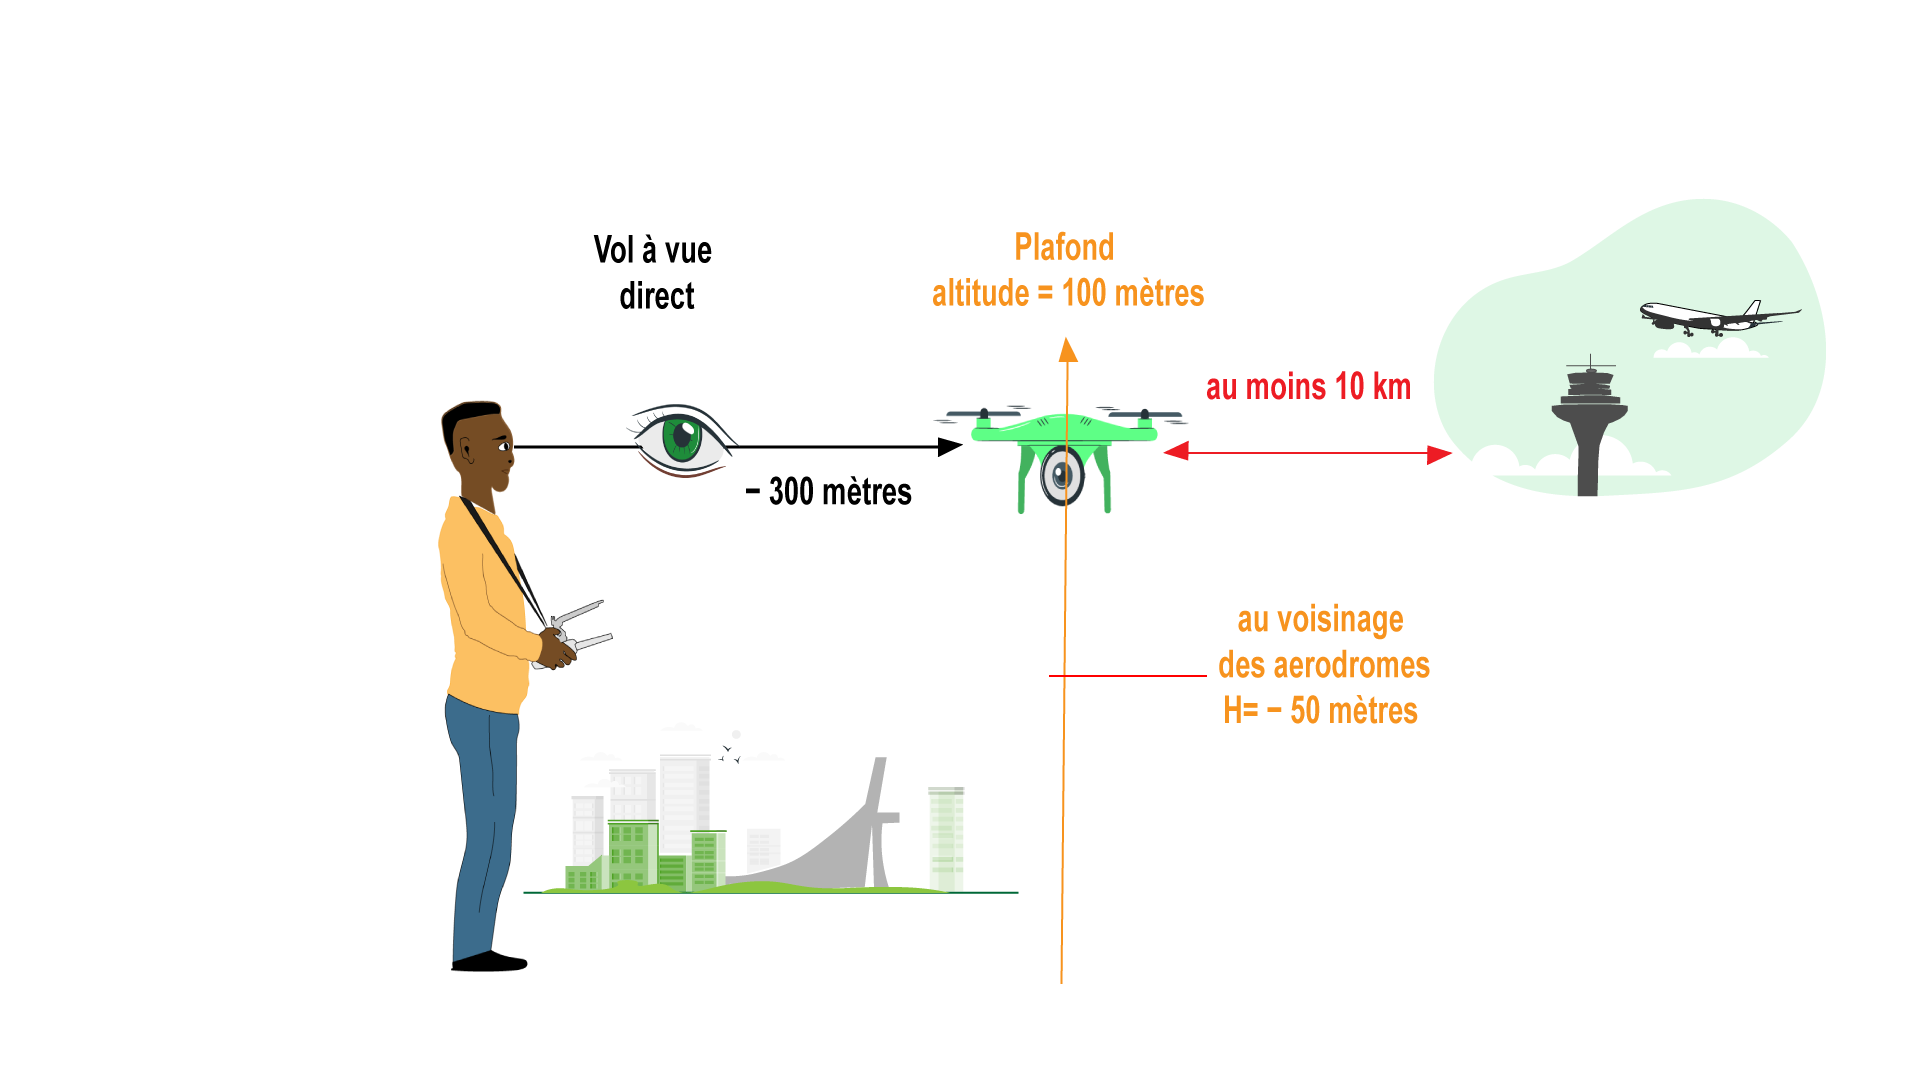 Vol à vue
direct
− 300 mètres
Plafond
altitude = 100 mètres
au moins 10 km
au voisinage
des aerodromes
H= − 50 mètres